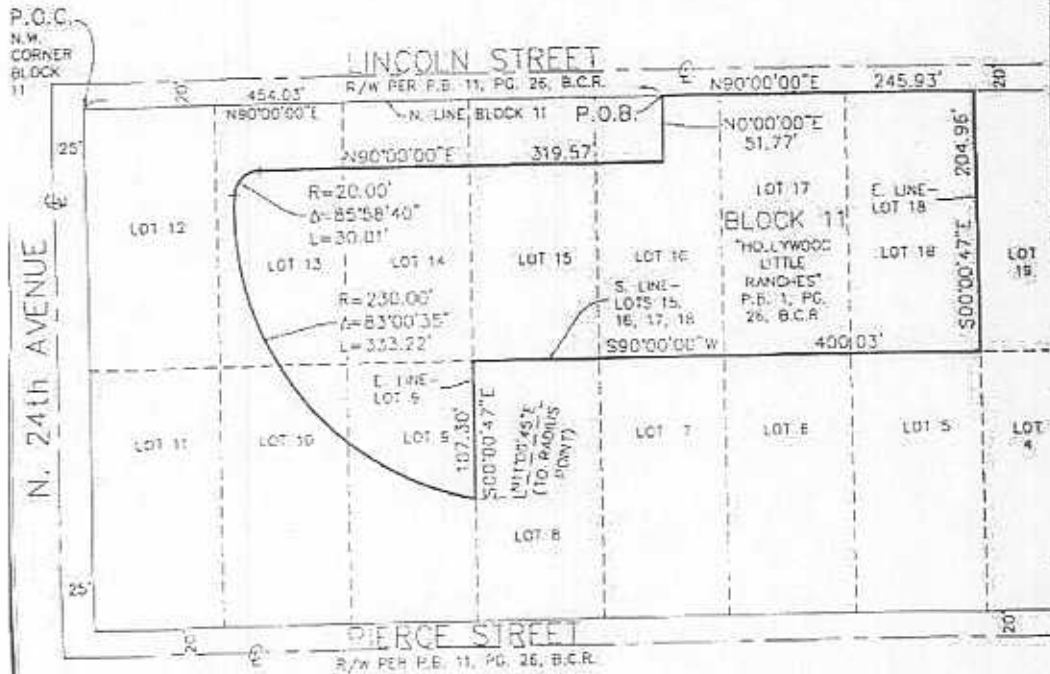 P.O.C.
N.W.
CORNER
BLOCK
11
LINCOLN STREET
R/W PER P.B. 11, PG. 26, B.C.R.
20'
454.03'
N90°00'00"E
N. LINE BLOCK 11
P.O.B.
N90°00'00"E
245.93'
20'
25'
N90°00'00"E
319.57'
N0°00'00"E
51.77'
204.96'
S00°00'47"E
R=20.00'
Δ=85°58'40"
L=30.01'
LOT 12
LOT 13
LOT 14
LOT 15
LOT 16
LOT 17
BLOCK 11
"HOLLYWOOD
LITTLE
RANCHES"
P.B. 1, PG.
26, B.C.R.
E. LINE-
LOT 18
LOT 18
LOT
19
R=230.00'
Δ=83°00'35"
L=333.22'
S. LINE-
LOTS 15,
16, 17, 18
S90°00'00"W
400.03'
N. 24th AVENUE
E. LINE-
LOT 9
107.30'
S00°00'47"E
(TO RADIUS
POINT)
LOT 11
LOT 10
LOT 9
LOT 8
LOT 7
LOT 6
LOT 5
LOT
4
25'
20'
PIERCE STREET
R/W PER P.B. 11, PG. 26, B.C.R.
20'